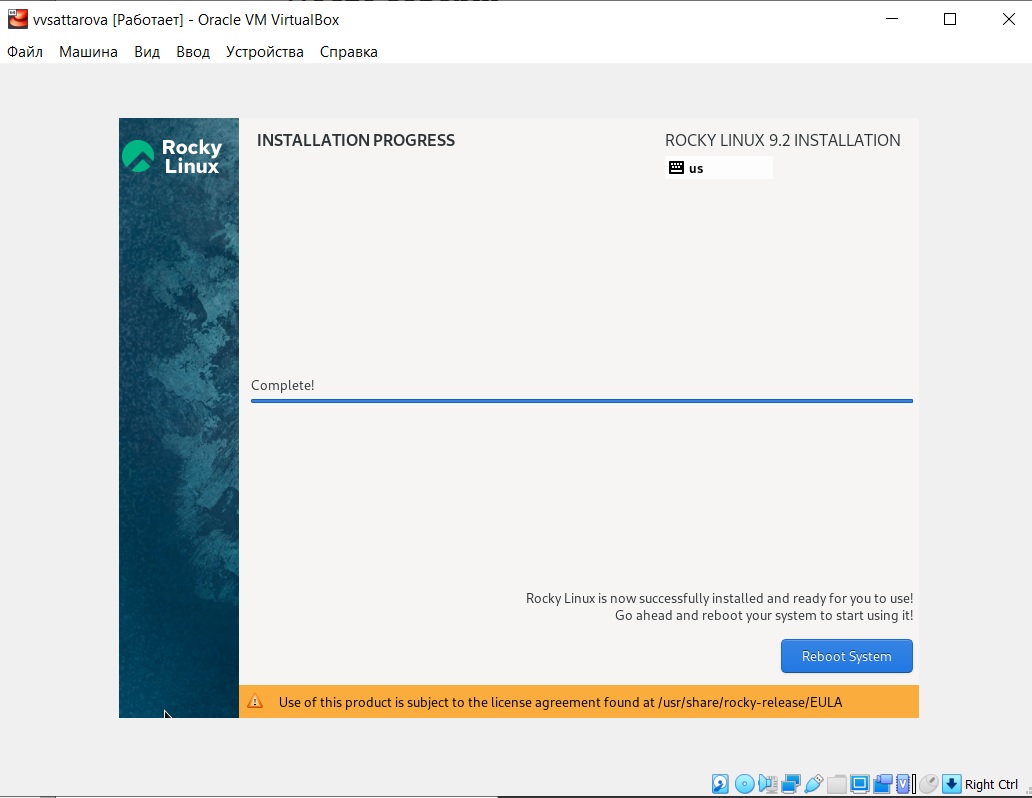 vvsattarova [Работает] - Oracle VM VirtualBox
Файл Машина Вид Ввод Устройства Справка
Rocky
Linux
INSTALLATION PROGRESS
ROCKY LINUX 9.2 INSTALLATION
us
Complete!
Rocky Linux is now successfully installed and ready for you to use!
Go ahead and reboot your system to start using it!
Reboot System
Use of this product is subject to the license agreement found at /usr/share/rocky-release/EULA
Right Ctrl